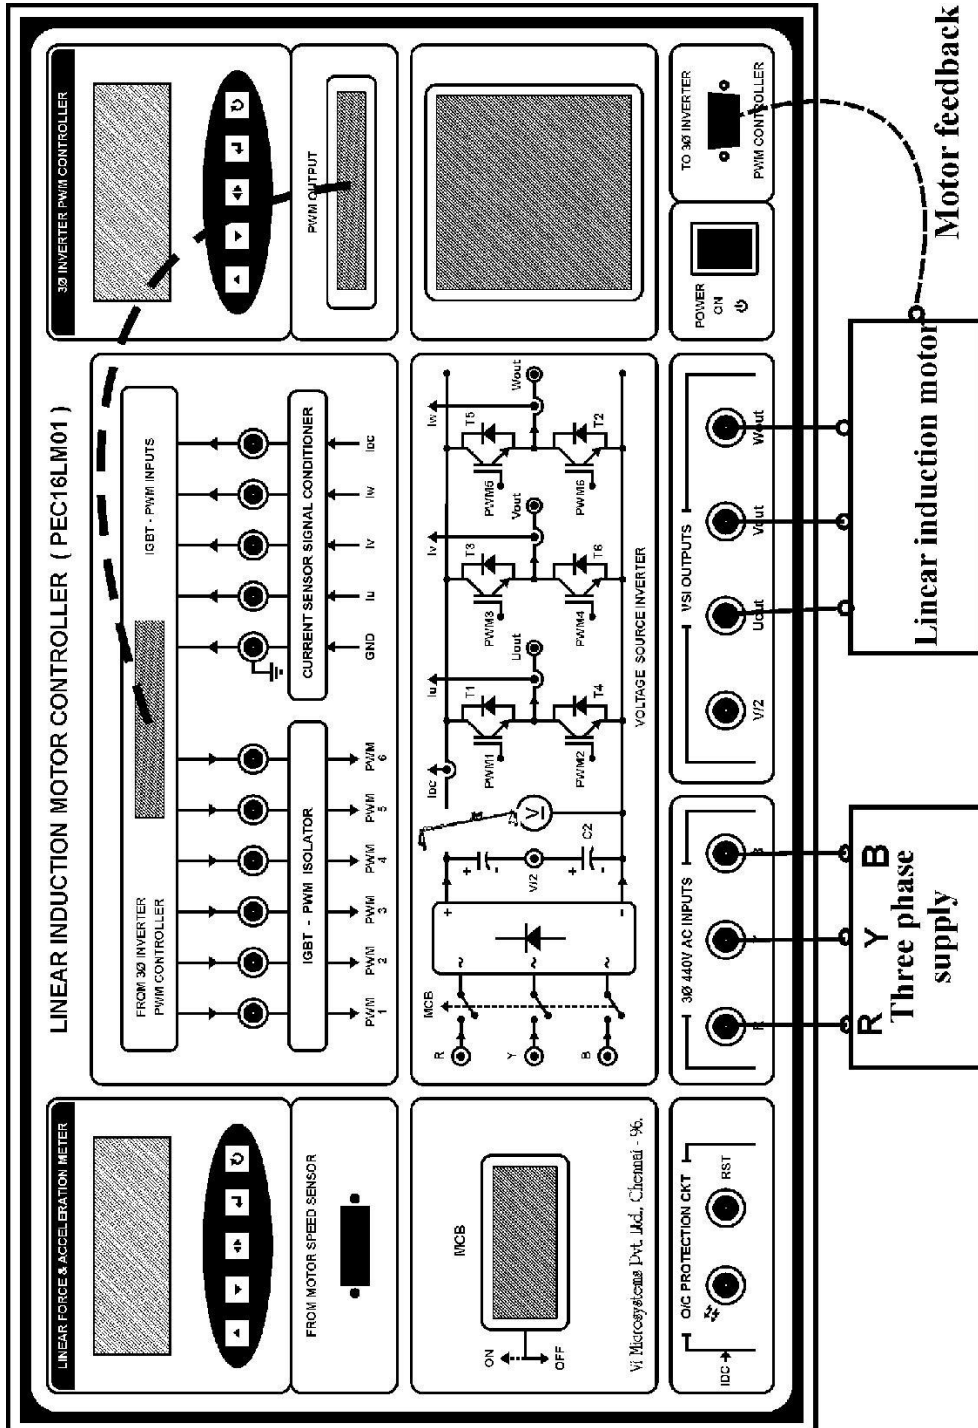 LINEAR INDUCTION MOTOR CONTROLLER ( PEC16LM01 )
LINEAR FORCE & ACCELERATION METER
FROM MOTOR SPEED SENSOR
MCB
ON
OFF
Vi Microsystems Pvt. Ltd., Chennai - 96.
O/C PROTECTION CKT
IDC
RST
FROM 3Ø INVERTER
PWM CONTROLLER
IGBT - PWM INPUTS
IGBT - PWM ISOLATOR
PWM 1
PWM 2
PWM 3
PWM 4
PWM 5
PWM 6
CURRENT SENSOR SIGNAL CONDITIONER
GND
Iu
Iv
Iw
IDC
MCB
R
Y
B
~
~
~
+
-
+
-
V/2
+
-
C2
V
IDC
Iu
Iv
Iw
T1
T3
T5
PWM1
PWM3
PWM5
Uout
Vout
Wout
T4
T6
T2
PWM2
PWM4
PWM6
VOLTAGE SOURCE INVERTER
3Ø 440V AC INPUTS
R
VSI OUTPUTS
V/2
Uout
Vout
Wout
3Ø INVERTER PWM CONTROLLER
PWM OUTPUT
POWER
ON
TO 3Ø INVERTER
PWM CONTROLLER
R Y B
Three phase
supply
Linear induction motor
Motor feedback